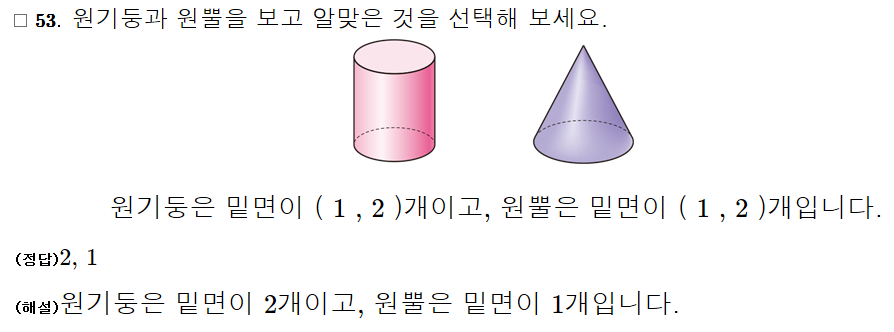 □ 53. 원기둥과 원뿔을 보고 알맞은 것을 선택해 보세요.
원기둥은 밑면이 ( 1 , 2 )개이고, 원뿔은 밑면이 ( 1 , 2 )개입니다.
(정답)2, 1
(해설)원기둥은 밑면이 2개이고, 원뿔은 밑면이 1개입니다.